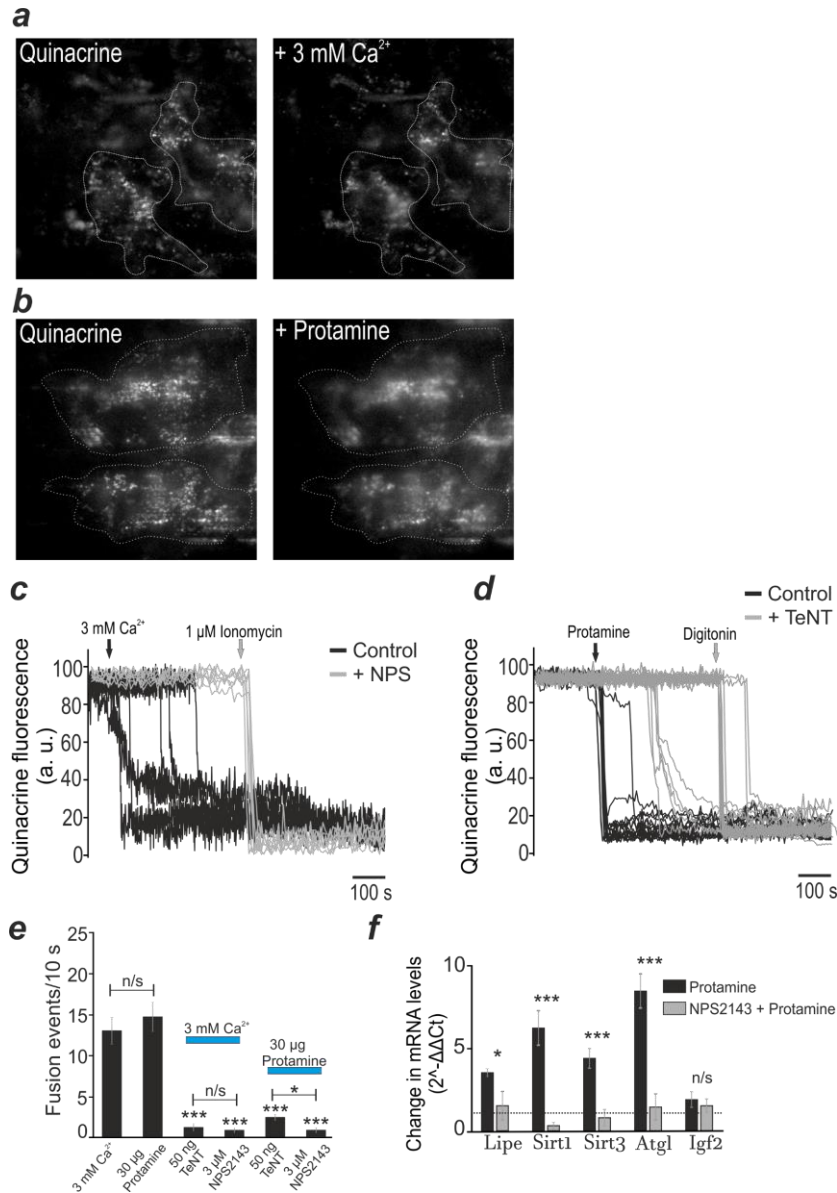 a
Quinacrine
+ 3 mM Ca²⁺
b
Quinacrine
+ Protamine
c
3 mM Ca²⁺
1 µM Ionomycin
Control
+ NPS
Quinacrine fluorescence
(a. u.)
100
80
60
40
20
0
100 s
d
Control
+ TeNT
Protamine
Digitonin
Quinacrine fluorescence
(a. u.)
100
80
60
40
20
0
100 s
e
Fusion events/10 s
25
20
15
10
5
0
n/s
3 mM Ca²⁺
30 µg
Protamine
n/s
*
***
***
***
***
3 mM Ca²⁺
30 µg
Protamine
50 ng
TeNT
3 µM
NPS2143
50 ng
TeNT
3 µM
NPS2143
f
Change in mRNA levels
(2^-ΔΔCt)
10
5
0
*
***
***
***
n/s
Protamine
NPS2143 + Protamine
Lipe Sirt1 Sirt3 Atgl Igf2